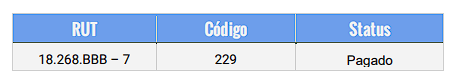 RUT Código Status
18.268.BBB – 7 229 Pagado